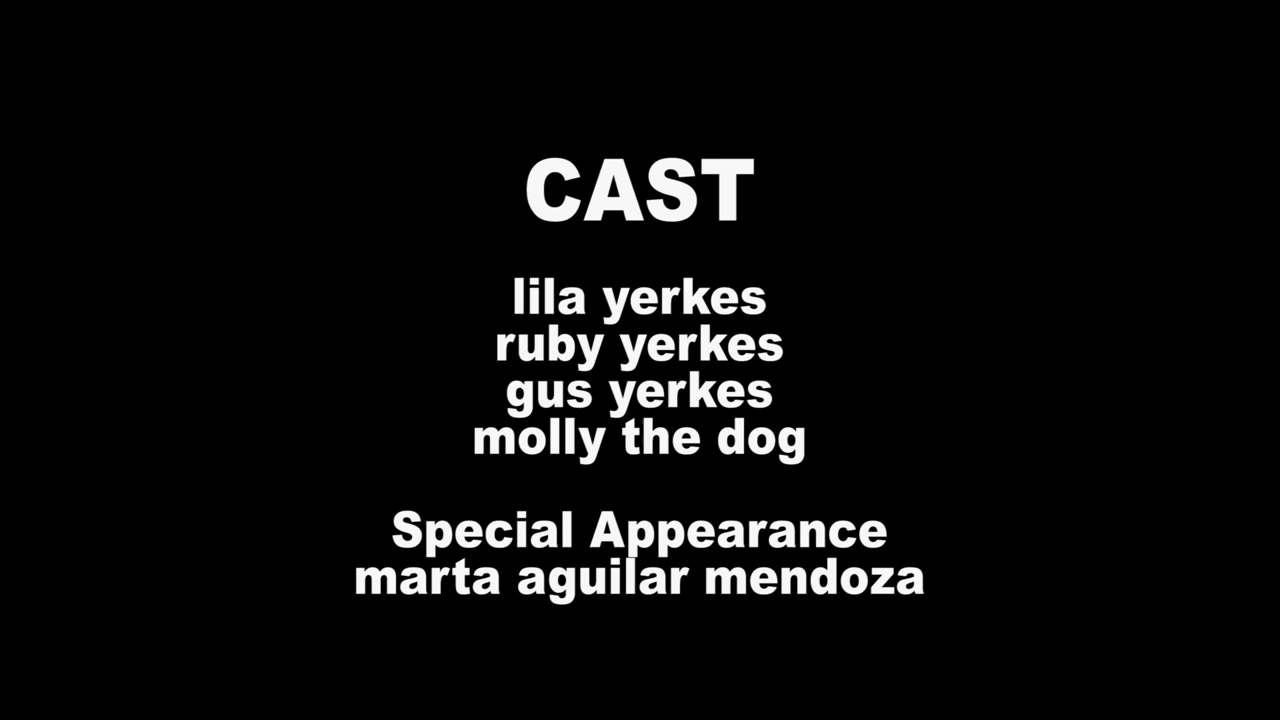 CAST
lila yerkes
ruby yerkes
gus yerkes
molly the dog
Special Appearance
marta aguilar mendoza